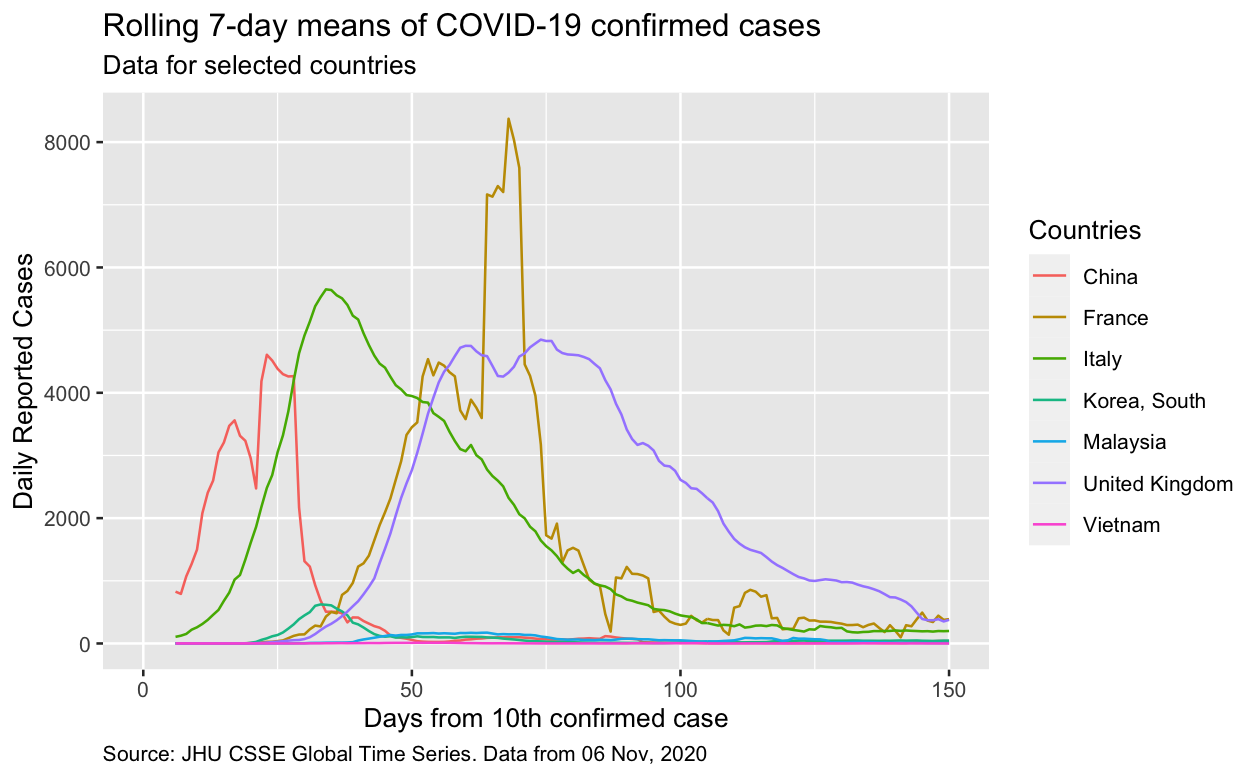 Rolling 7-day means of COVID-19 confirmed cases
Data for selected countries
Daily Reported Cases
8000
6000
4000
2000
0
0 50 100 150
Days from 10th confirmed case
Source: JHU CSSE Global Time Series. Data from 06 Nov, 2020
Countries
China
France
Italy
Korea, South
Malaysia
United Kingdom
Vietnam